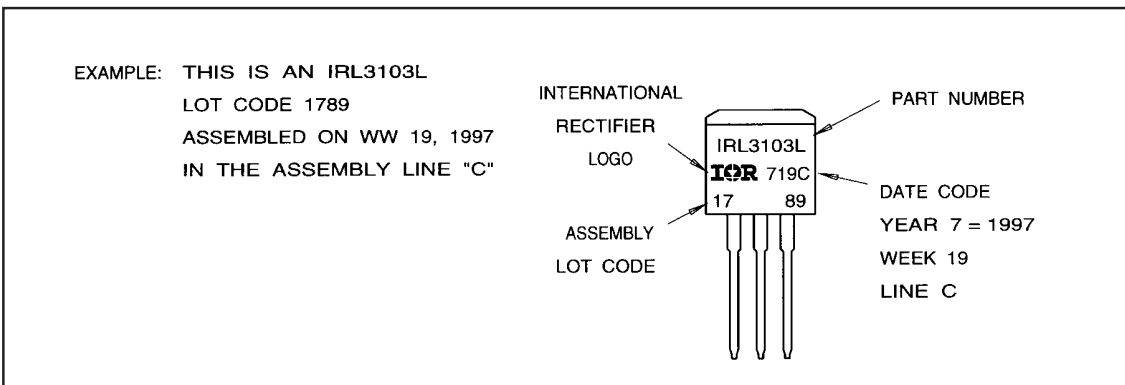 EXAMPLE: THIS IS AN IRL3103L
LOT CODE 1789
ASSEMBLED ON WW 19, 1997
IN THE ASSEMBLY LINE "C"
INTERNATIONAL
RECTIFIER
LOGO
ASSEMBLY
LOT CODE
IRL3103L
IOR 719C
17 89
PART NUMBER
DATE CODE
YEAR 7 = 1997
WEEK 19
LINE C